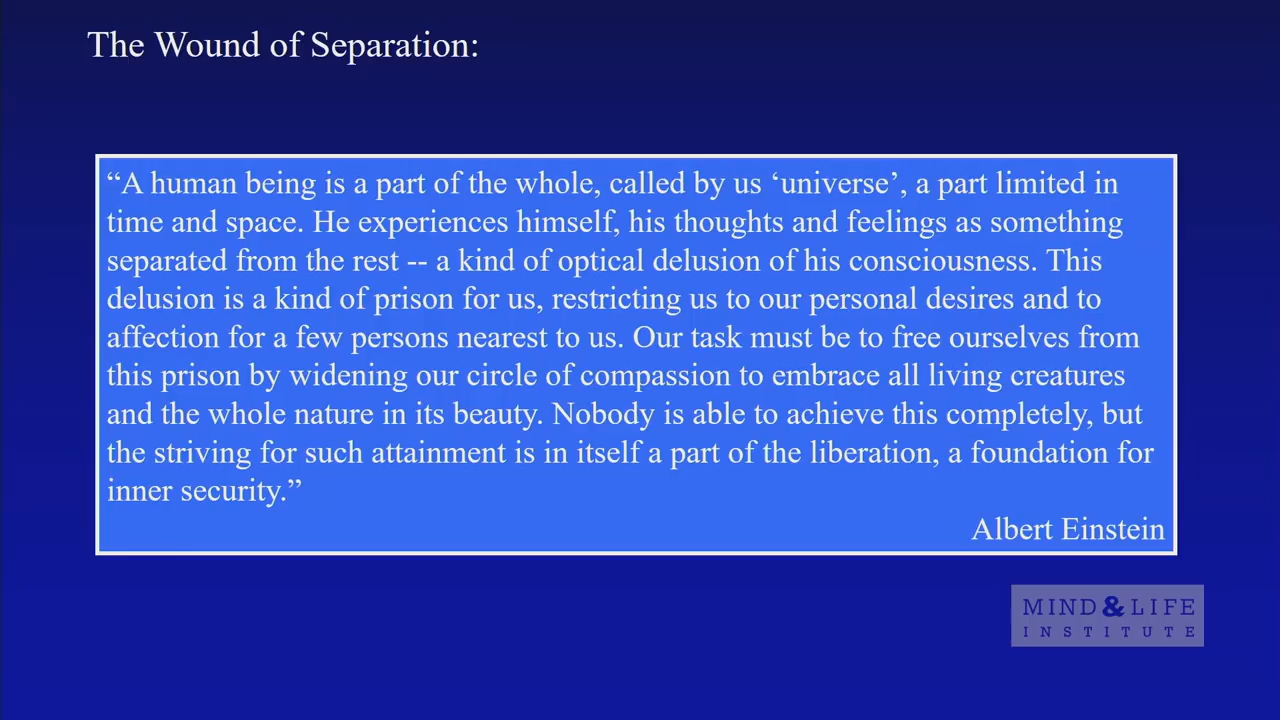 The Wound of Separation:
“A human being is a part of the whole, called by us ‘universe’, a part limited in
time and space. He experiences himself, his thoughts and feelings as something
separated from the rest -- a kind of optical delusion of his consciousness. This
delusion is a kind of prison for us, restricting us to our personal desires and to
affection for a few persons nearest to us. Our task must be to free ourselves from
this prison by widening our circle of compassion to embrace all living creatures
and the whole nature in its beauty. Nobody is able to achieve this completely, but
the striving for such attainment is in itself a part of the liberation, a foundation for
inner security.”
Albert Einstein
MIND & LIFE
INSTITUTE